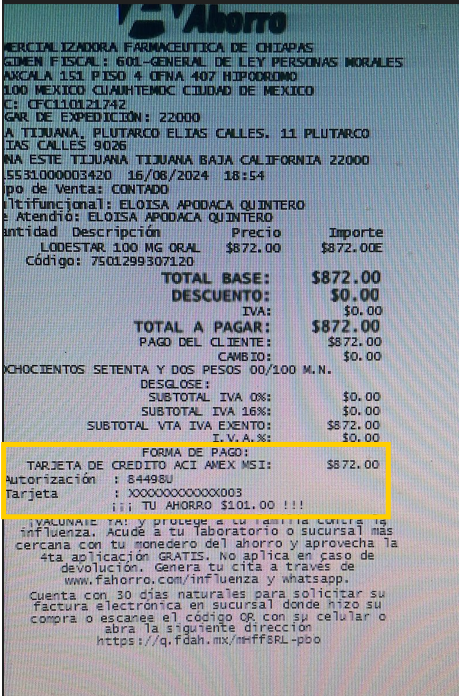 Ahorro
MERCIALIZADORA FARMACEUTICA DE CHIAPAS
GIMEN FISCAL: 601-GENERAL DE LEY PERSONAS MORALES
AXCALA 151 PISO 4 OFNA 407 HIPODROMO
100 MEXICO CUAUHTEMOC CIUDAD DE MEXICO
C: CFC110121742
GAR DE EXPEDICIÓN: 22000
A TIJUANA, PLUTARCO ELIAS CALLES. 11 PLUTARCO
IAS CALLES 9026
NA ESTE TIJUANA TIJUANA BAJA CALIFORNIA 22000
15531000003420 16/08/2024 18:54
ipo de Venta: CONTADO
ultifuncional: ELOISA APODACA QUINTERO
e Atendió: ELOISA APODACA QUINTERO
antidad Descripción Precio Importe
LODESTAR 100 MG ORAL $872.00 $872.00E
Código: 7501299307120
TOTAL BASE: $872.00
DESCUENTO: $0.00
IVA: $0.00
TOTAL A PAGAR: $872.00
PAGO DEL CLIENTE: $872.00
CAMBIO: $0.00
OCHOCIENTOS SETENTA Y DOS PESOS 00/100 M.N.
DESGLOSE:
SUBTOTAL IVA 0%: $0.00
SUBTOTAL IVA 16%: $0.00
SUBTOTAL VTA IVA EXENTO: $872.00
I.V.A.%: $0.00
FORMA DE PAGO:
TARJETA DE CREDITO ACI AMEX MSI: $872.00
Autorización : 84498U
Tarjeta : XXXXXXXXXXXX003
¡¡¡ TU AHORRO $101.00 !!!
¡VACUNATE YA! y protege a tu familia contra la
influenza. Acude a tu laboratorio o sucursal más
cercana con tu monedero del ahorro y aprovecha la
4ta aplicación GRATIS. No aplica en caso de
devolución. Genera tu cita a través de
www.fahorro.com/influenza y whatsapp.
Cuenta con 30 días naturales para solicitar su
factura electrónica en sucursal donde hizo su
compra o escanee el código QR con su celular o
abra la siguiente dirección
https://q.fdah.mx/mHff8RL-pbo